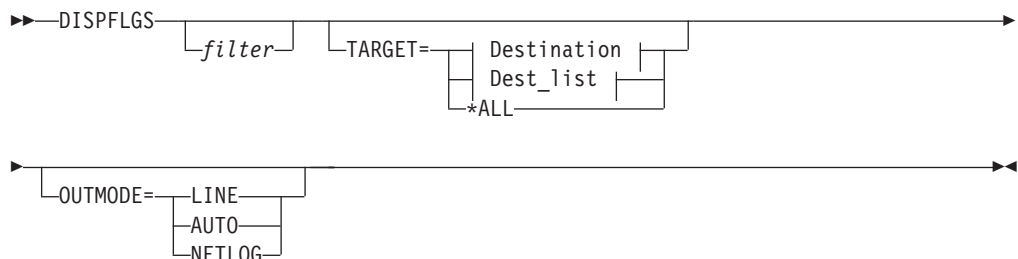 DISPFLGS
filter TARGET= Destination
Dest_list
*ALL
OUTMODE= LINE
AUTO
NETLOG